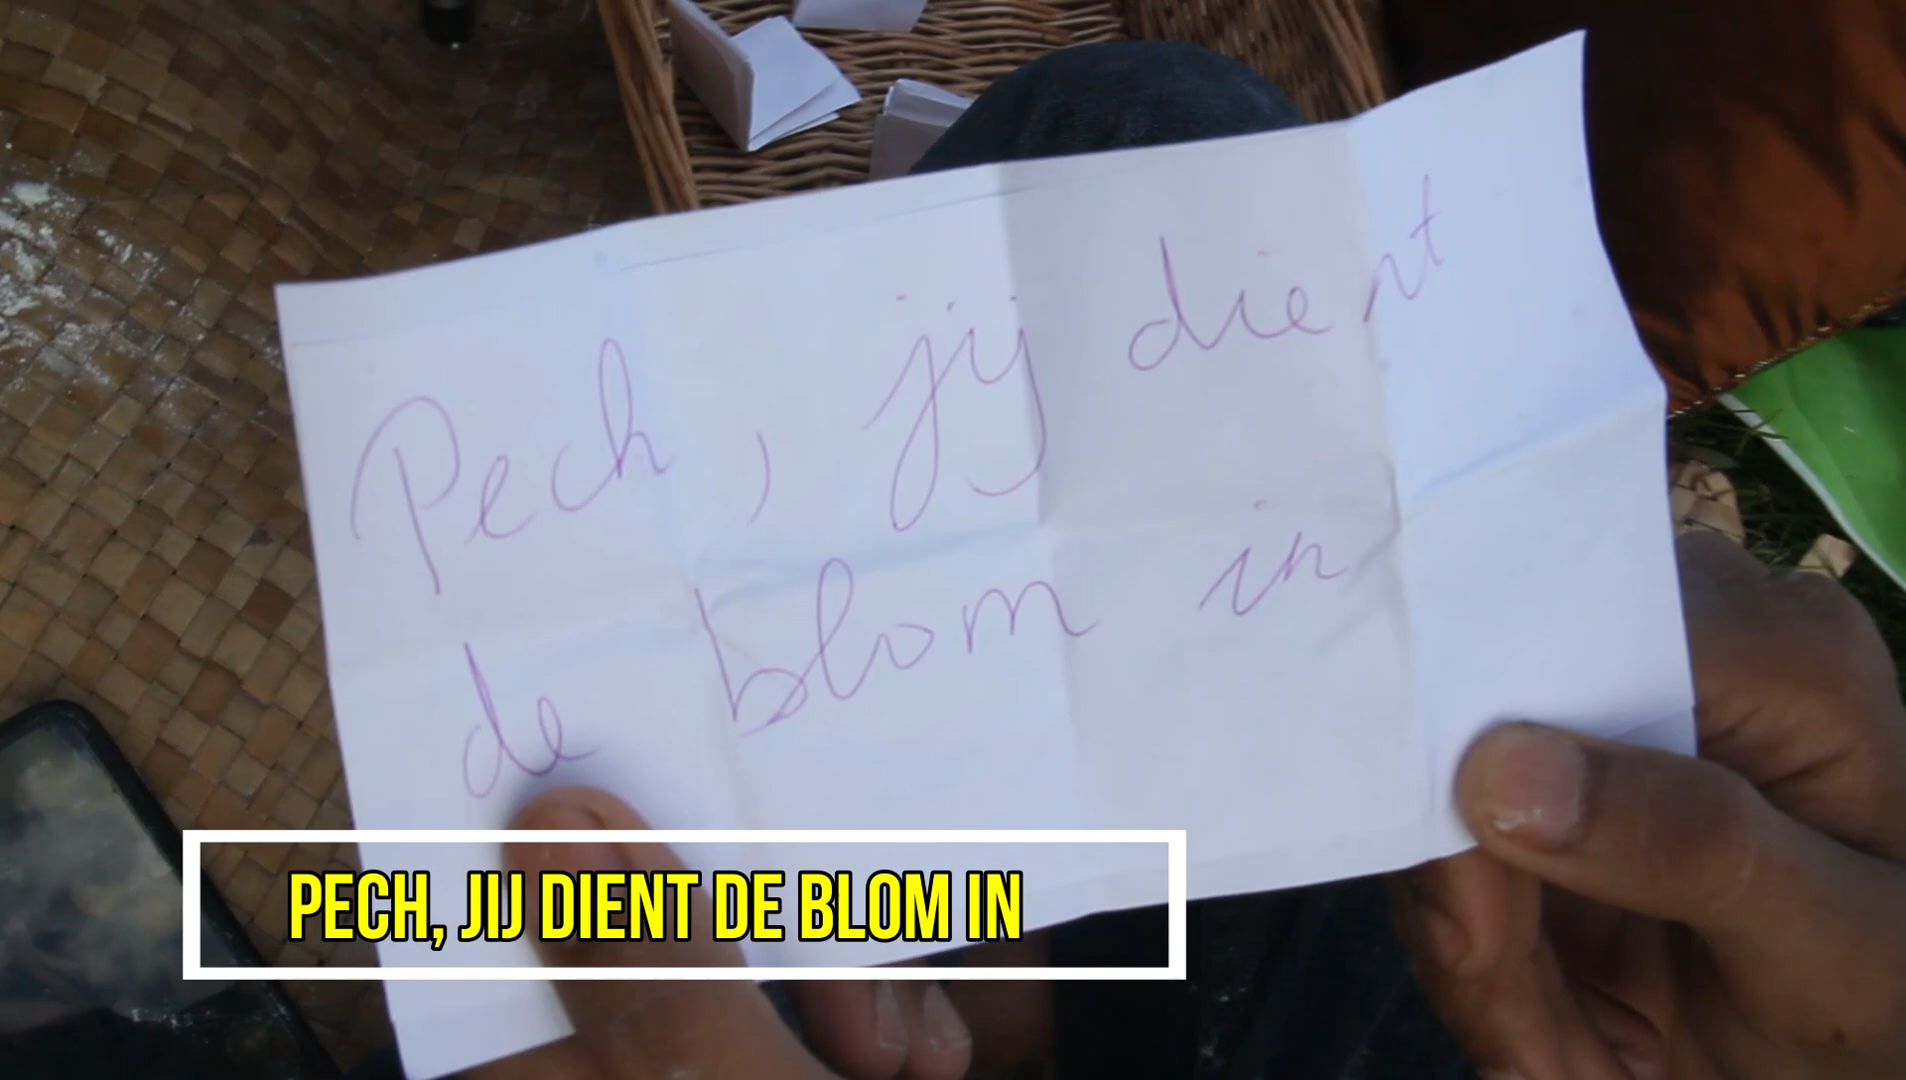 Pech, jij dient
de blom in
PECH, JIJ DIENT DE BLOM IN